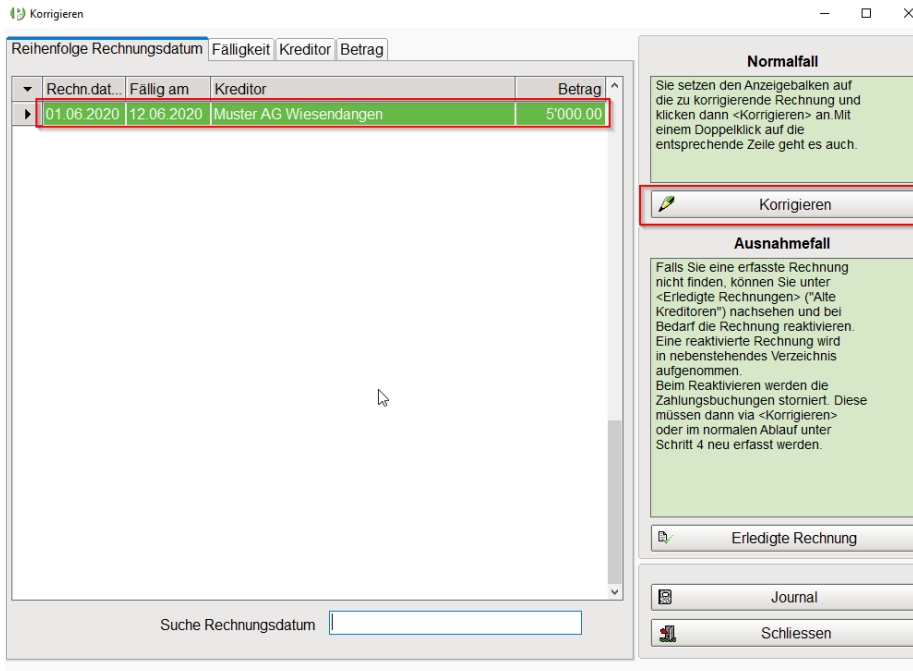 Korrigieren
Reihenfolge Rechnungsdatum Fälligkeit Kreditor Betrag
Rechn.dat... Fällig am Kreditor Betrag
01.06.2020 12.06.2020 Muster AG Wiesendangen 5'000.00
Suche Rechnungsdatum
Normalfall
Sie setzen den Anzeigebalken auf
die zu korrigierende Rechnung und
klicken dann <Korrigieren> an.Mit
einem Doppelklick auf die
entsprechende Zeile geht es auch.
Korrigieren
Ausnahmefall
Falls Sie eine erfasste Rechnung
nicht finden, können Sie unter
<Erledigte Rechnungen> ("Alte
Kreditoren") nachsehen und bei
Bedarf die Rechnung reaktivieren.
Eine reaktivierte Rechnung wird
in nebenstehendes Verzeichnis
aufgenommen.
Beim Reaktivieren werden die
Zahlungsbuchungen storniert. Diese
müssen dann via <Korrigieren>
oder im normalen Ablauf unter
Schritt 4 neu erfasst werden.
Erledigte Rechnung
Journal
Schliessen